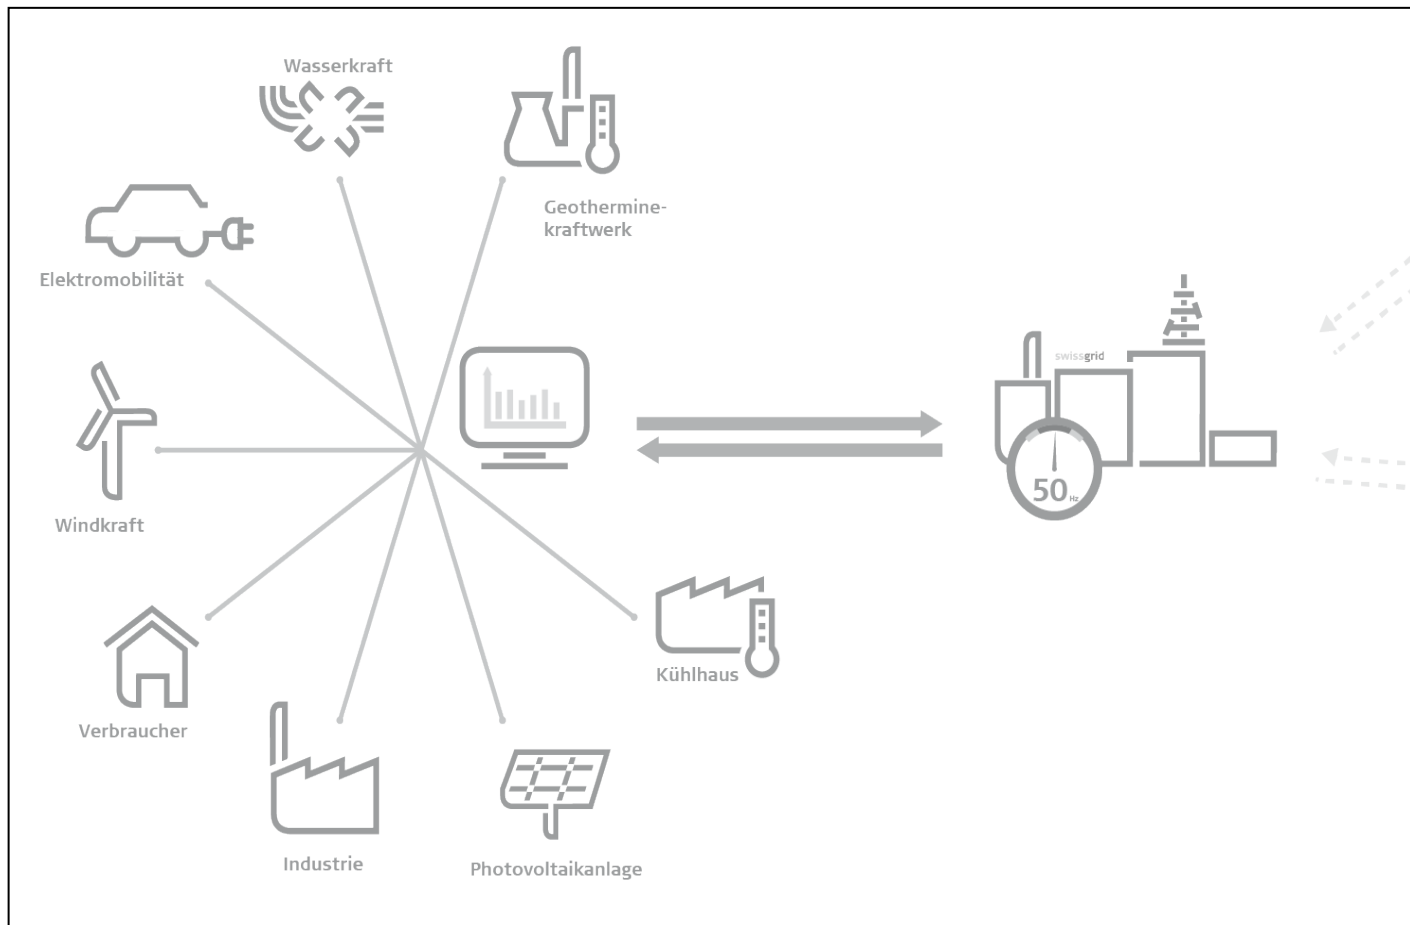 Wasserkraft
Geothermine-
kraftwerk
Elektromobilität
swissgrid
50 Hz
Windkraft
Kühlhaus
Verbraucher
Industrie
Photovoltaikanlage